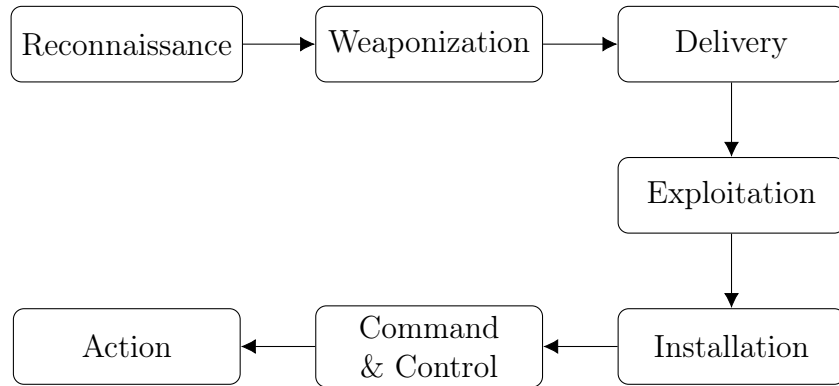 Reconnaissance
Weaponization
Delivery
Exploitation
Installation
Command
& Control
Action